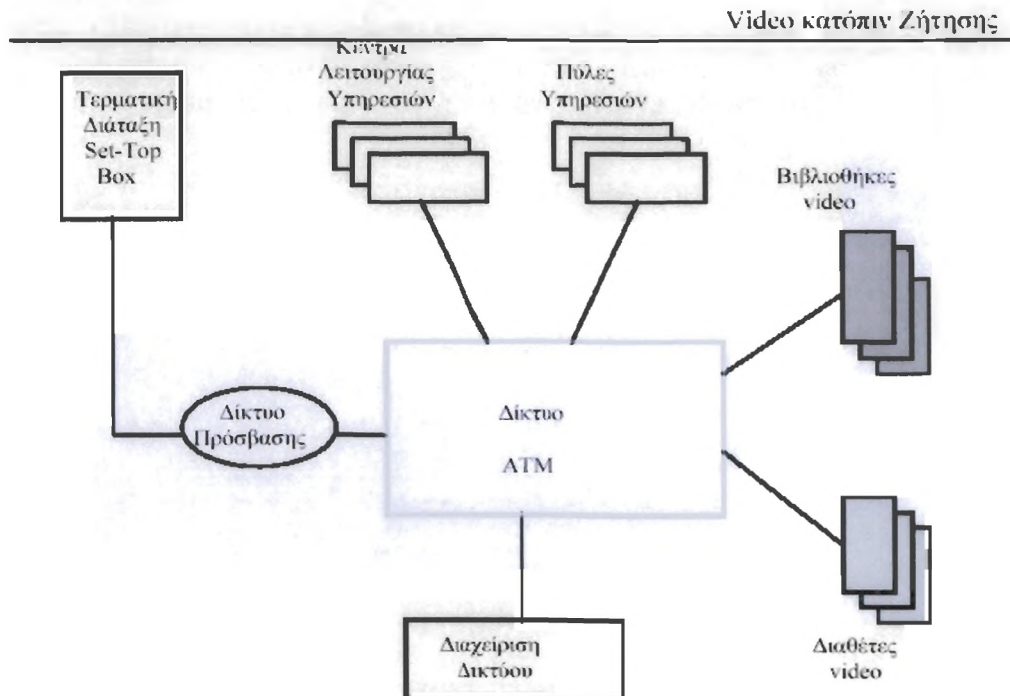 Video κατόπιν Ζήτησης
Κέντρα
Λειτουργίας
Υπηρεσιών
Πύλες
Υπηρεσιών
Τερματική
Διάταξη
Set-Top
Box
Βιβλιοθήκες
video
Δίκτυο
Πρόσβασης
Δίκτυο
ATM
Διαχείριση
Δικτύου
Διαθέτες
video